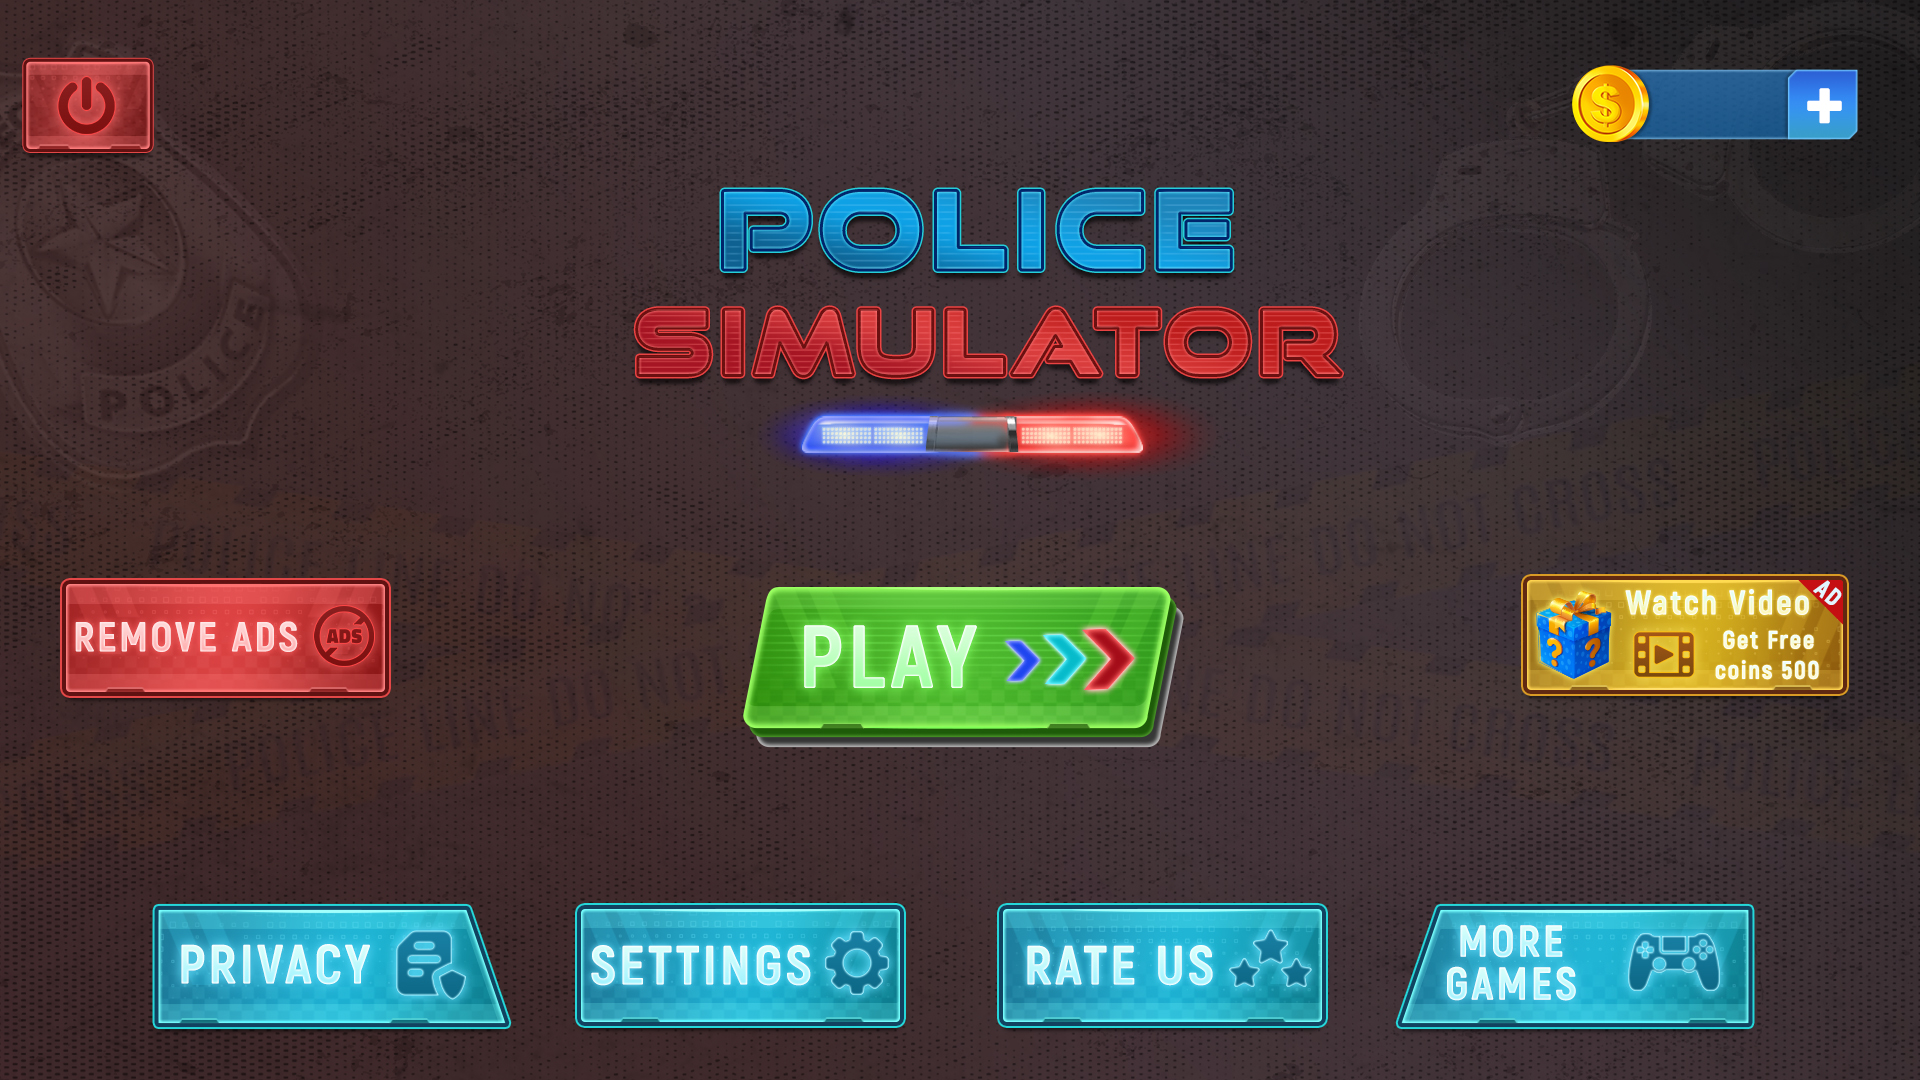 POLICE
SIMULATOR
POLICE
REMOVE ADS
ADS
PLAY
Watch Video
AD
Get Free
coins 500
PRIVACY
SETTINGS
RATE US
MORE
GAMES